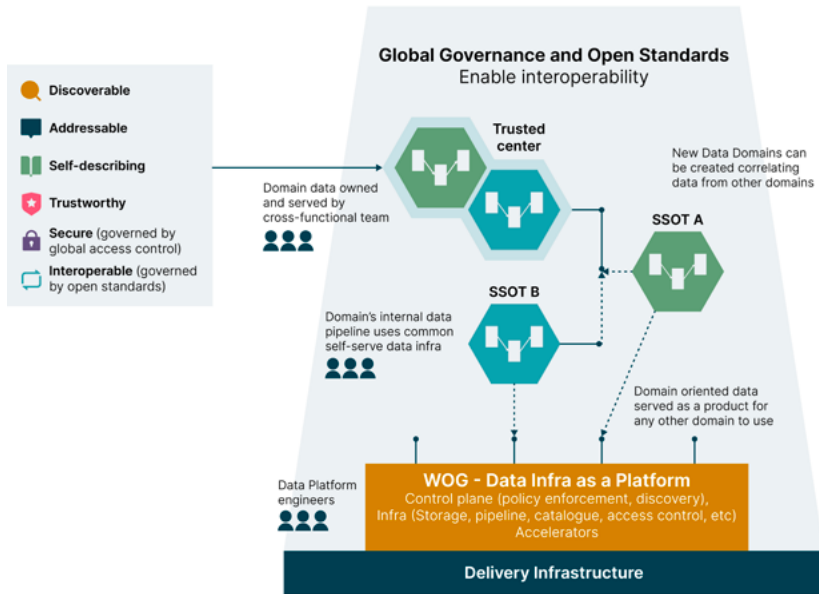 Global Governance and Open Standards
Enable interoperability
Discoverable
Addressable
Self-describing
Trustworthy
Secure (governed by
global access control)
Interoperable (governed
by open standards)
Trusted
center
Domain data owned
and served by
cross-functional team
New Data Domains can
be created correlating
data from other domains
SSOT A
SSOT B
Domain's internal data
pipeline uses common
self-serve data infra
Domain oriented data
served as a product for
any other domain to use
Data Platform
engineers
WOG - Data Infra as a Platform
Control plane (policy enforcement, discovery),
Infra (Storage, pipeline, catalogue, access control, etc)
Accelerators
Delivery Infrastructure